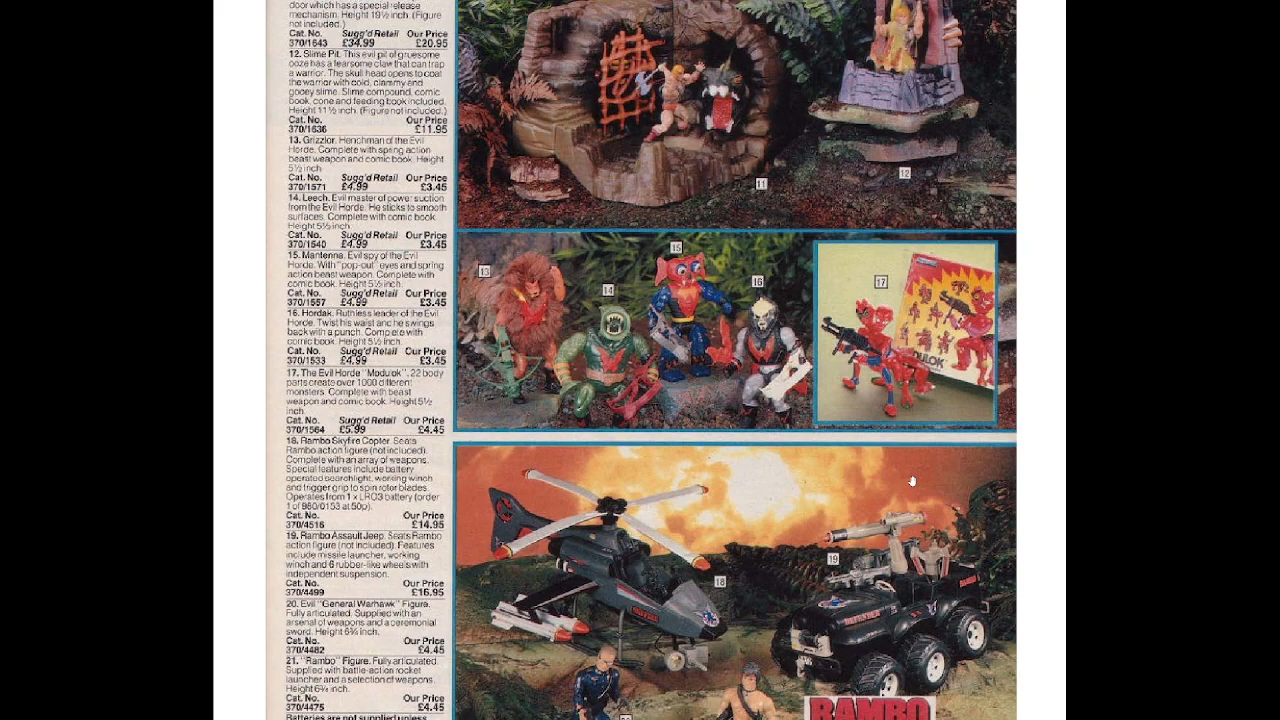 door which has a special release
mechanism. Height 19½ inch. (Figure
not included.)
Cat. No. Sugg'd Retail Our Price
370/1643 £34.99 £20.95
12. Slime Pit. This evil pit of gruesome
ooze has a fearsome claw that can trap
a warrior. The skull head opens to coat
the warrior with cold, clammy and
gooey slime. Slime compound, comic
book, cone and feeding book included.
Height 11½ inch. (Figure not included.)
Cat. No. Our Price
370/1636 £11.95
13. Grizzlor. Henchman of the Evil
Horde. Complete with spring action
beast weapon and comic book. Height
5½ inch.
Cat. No. Sugg'd Retail Our Price
370/1571 £4.99 £3.45
14. Leech. Evil master of power suction
from the Evil Horde. He sticks to smooth
surfaces. Complete with comic book.
Height 5½ inch.
Cat. No. Sugg'd Retail Our Price
370/1540 £4.99 £3.45
15. Mantenna. Evil spy of the Evil
Horde. With "pop-out" eyes and spring
action beast weapon. Complete with
comic book. Height 5½ inch.
Cat. No. Sugg'd Retail Our Price
370/1557 £4.99 £3.45
16. Hordak. Ruthless leader of the Evil
Horde. Twist his waist and he swings
back with a punch. Complete with
comic book. Height 5½ inch.
Cat. No. Sugg'd Retail Our Price
370/1533 £4.99 £3.45
17. The Evil Horde "Modulok". 22 body
parts create over 1000 different
monsters. Complete with beast
weapon and comic book. Height 5½
inch.
Cat. No. Sugg'd Retail Our Price
370/1564 £5.99 £4.45
18. Rambo Skyfire Copter. Seats
Rambo action figure (not included).
Complete with an array of weapons.
Special features include battery
operated searchlight, working winch
and trigger grip to spin rotor blades.
Operates from 1 x LR03 battery (order
1 of 980/0153 at 50p).
Cat. No. Our Price
370/4516 £14.95
19. Rambo Assault Jeep. Seats Rambo
action figure (not included). Features
include missile launcher, working
winch and 6 rubber-like wheels with
independent suspension.
Cat. No. Our Price
370/4499 £16.95
20. Evil "General Warhawk" Figure.
Fully articulated. Supplied with an
arsenal of weapons and a ceremonial
sword. Height 6¾ inch.
Cat. No. Our Price
370/4482 £4.45
21. "Rambo" Figure. Fully articulated.
Supplied with battle-action rocket
launcher and a selection of weapons.
Height 6¾ inch.
Cat. No. Our Price
370/4475 £4.45
Batteries are not supplied unless
11
12
13
14
15
16
17
18
19
DEFENDER
RAMBO
RAMBO